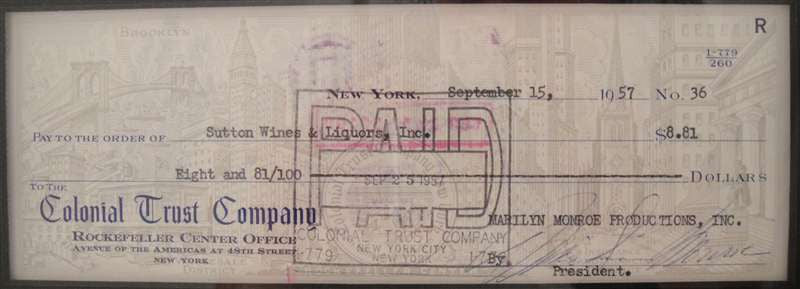 BROOKLYN
R
1-779
260
NEW YORK, September 15, 1957 No. 36
PAY TO THE ORDER OF Sutton Wines & Liquors, Inc. $8.81
Eight and 81/100 DOLLARS
PAID
SEP 25 1957
TO THE
Colonial Trust Company
ROCKEFELLER CENTER OFFICE
AVENUE OF THE AMERICAS AT 48TH STREET
NEW YORK
COLONIAL TRUST COMPANY
NEW YORK CITY
NEW YORK
MARILYN MONROE PRODUCTIONS, INC.
By
President.